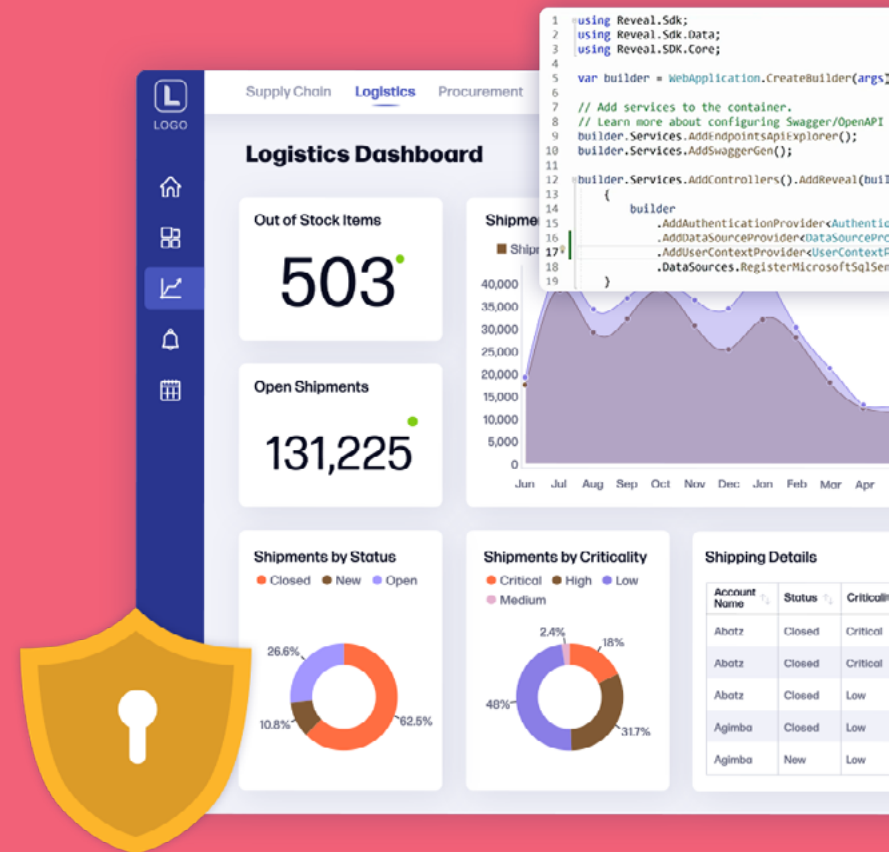 1 using Reveal.Sdk;
2 using Reveal.Sdk.Data;
3 using Reveal.SDK.Core;
4
5 var builder = WebApplication.CreateBuilder(args)
6
7 // Add services to the container.
8 // Learn more about configuring Swagger/OpenAPI
9 builder.Services.AddEndpointsApiExplorer();
10 builder.Services.AddSwaggerGen();
11
12 builder.Services.AddControllers().AddReveal(buil
13 {
14 builder
15 .AddAuthenticationProvider<Authentic
16 .AddDataSourceProvider<DataSourcePro
17 .AddUserContextProvider<UserContextP
18 .DataSources.RegisterMicrosoftSqlSer
19 }
L
LOGO
Supply Chain Logistics Procurement
Logistics Dashboard
Out of Stock Items
503
Open Shipments
131,225
Shipme
Shipm
40,000
35,000
30,000
25,000
20,000
15,000
10,000
5,000
0
Jun Jul Aug Sep Oct Nov Dec Jan Feb Mar Apr
Shipments by Status
Closed New Open
26.6%
10.8%
62.5%
Shipments by Criticality
Critical High Low
Medium
2.4%
18%
48%
31.7%
Shipping Details
Account Name Status Criticali
Abatz Closed Critical
Abatz Closed Critical
Abatz Closed Low
Agimba Closed Low
Agimba New Low